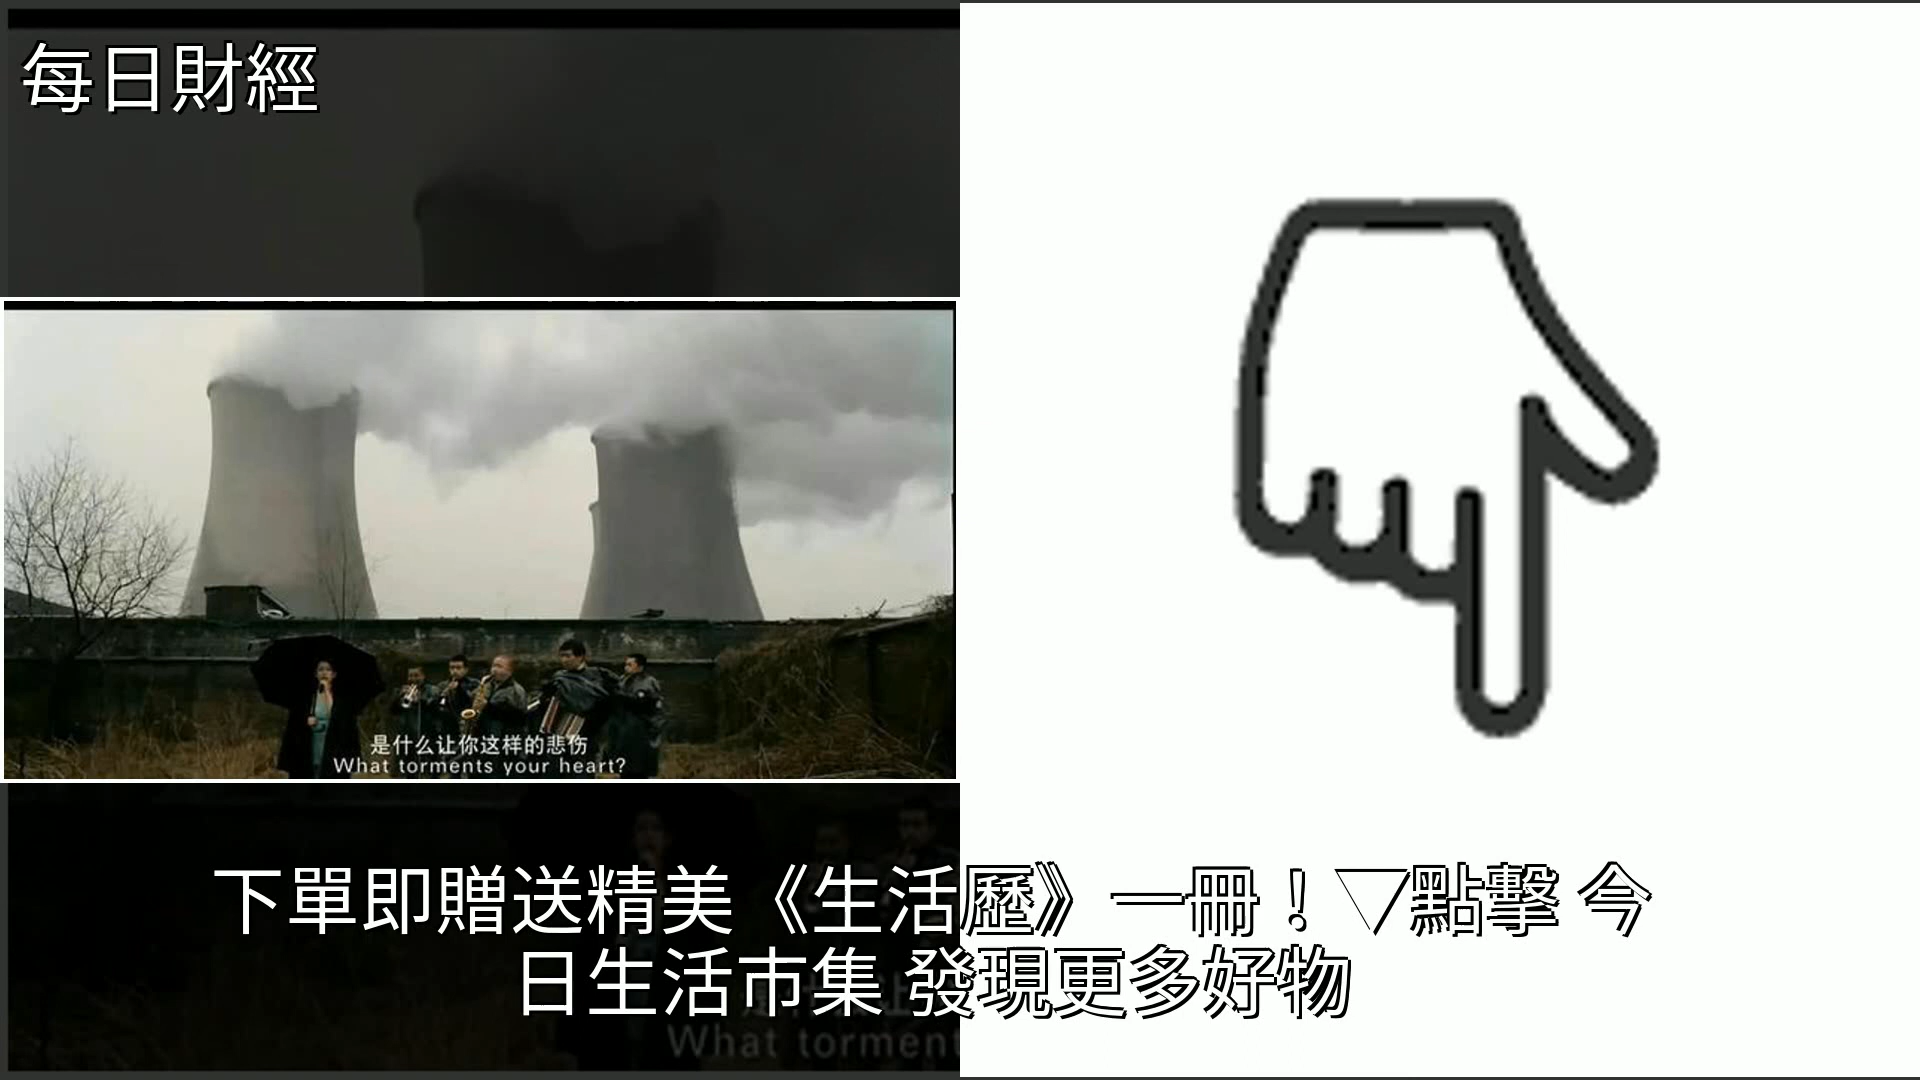 每日財經
是什么让你这样的悲伤
What torments your heart?
下單即贈送精美《生活歷》一冊！▽點擊 今
日生活市集 發現更多好物
What torment